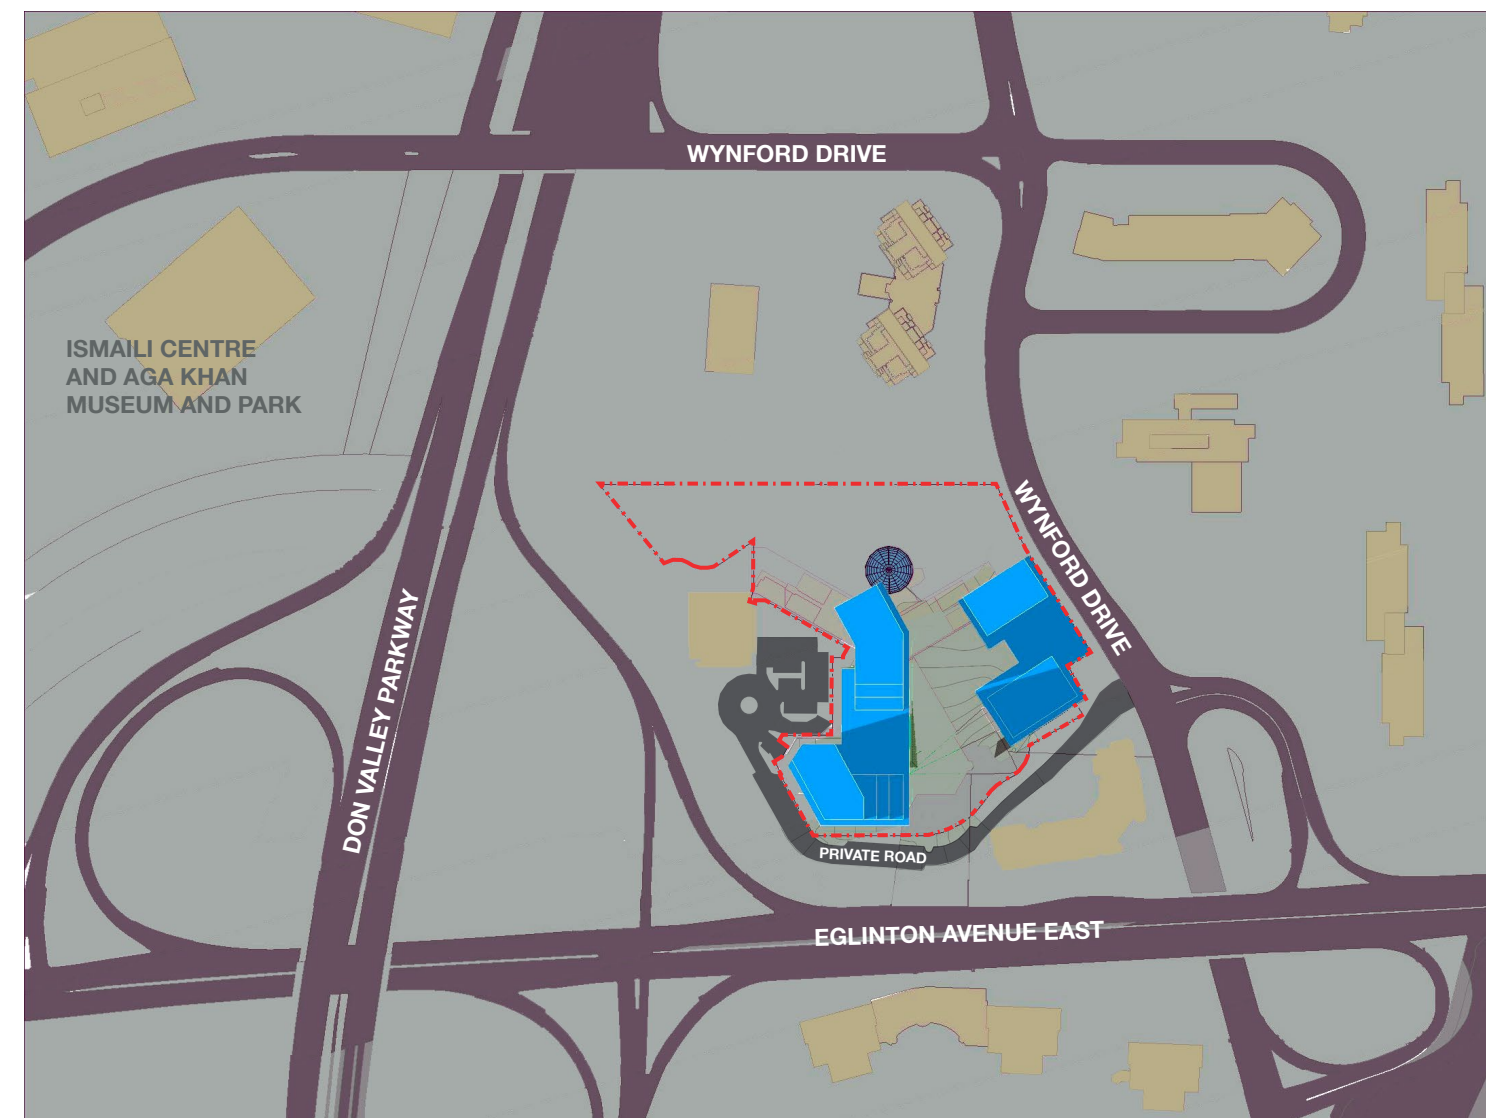 WYNFORD DRIVE
ISMAILI CENTRE
AND AGA KHAN
MUSEUM AND PARK
WYNFORD DRIVE
DON VALLEY PARKWAY
PRIVATE ROAD
EGLINTON AVENUE EAST